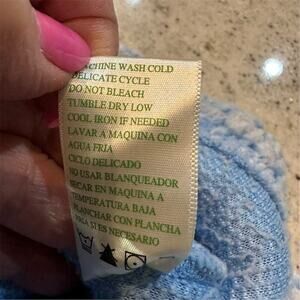 MACHINE WASH COLD
DELICATE CYCLE
DO NOT BLEACH
TUMBLE DRY LOW
COOL IRON IF NEEDED
LAVAR A MAQUINA CON
AGUA FRIA
CICLO DELICADO
NO USAR BLANQUEADOR
SECAR EN MAQUINA A
TEMPERATURA BAJA
PLANCHAR CON PLANCHA
FRIA SI ES NECESARIO